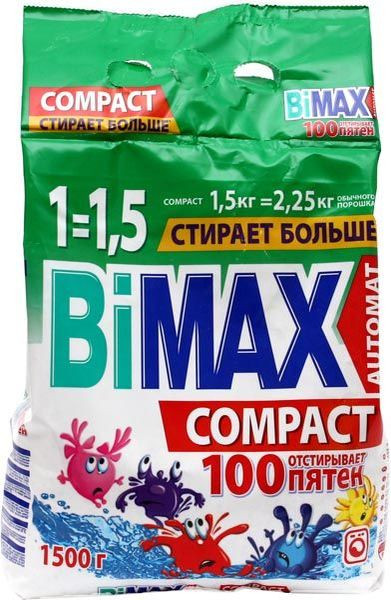 COMPACT
СТИРАЕТ БОЛЬШЕ
BiMAX
100 ОТСТИРЫВАЕТ ПЯТЕН
1=1,5
COMPACT 1,5кг=2,25кг ОБЫЧНОГО ПОРОШКА
СТИРАЕТ БОЛЬШЕ
BiMAX
AUTOMAT
COMPACT
100 ОТСТИРЫВАЕТ ПЯТЕН
1500 г